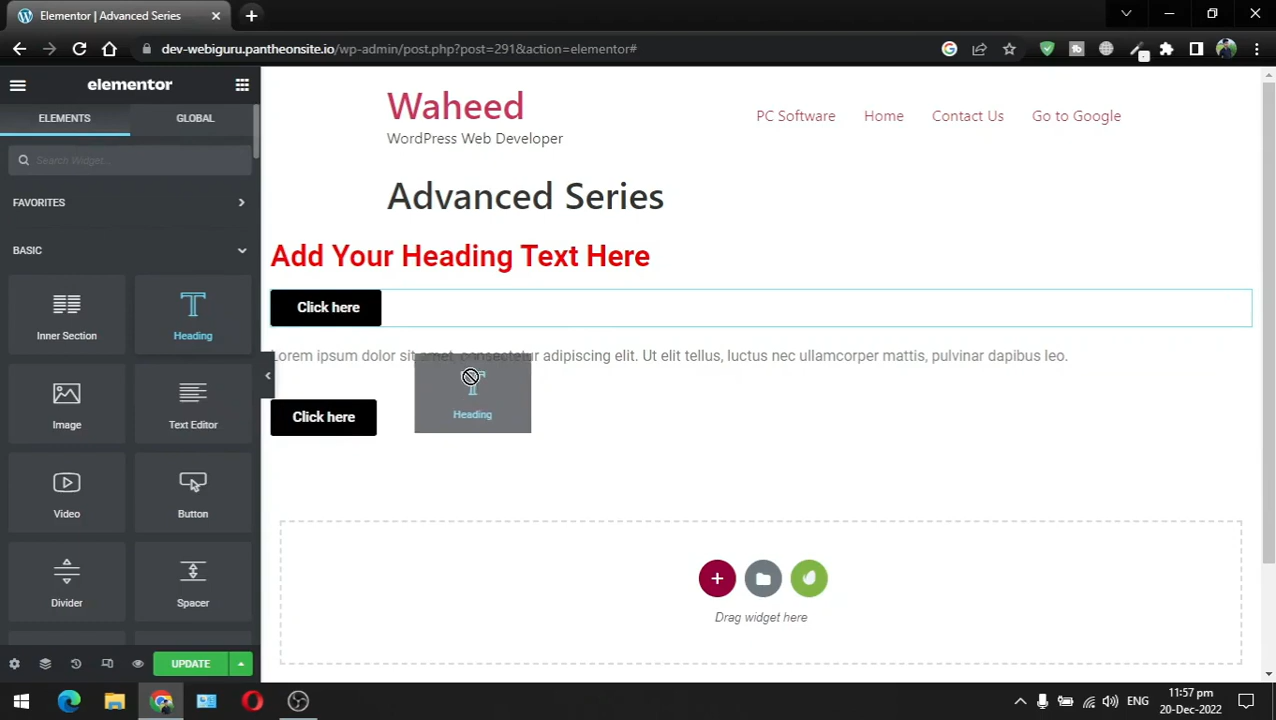 Elementor | Advanced Series
dev-webiguru.pantheonsite.io/wp-admin/post.php?post=291&action=elementor#
elementor
ELEMENTS
GLOBAL
Search Widget...
FAVORITES
BASIC
Inner Section
Heading
Image
Text Editor
Video
Button
Divider
Spacer
UPDATE
Waheed
WordPress Web Developer
PC Software
Home
Contact Us
Go to Google
Advanced Series
Add Your Heading Text Here
Click here
Lorem ipsum dolor sit amet, consectetur adipiscing elit. Ut elit tellus, luctus nec ullamcorper mattis, pulvinar dapibus leo.
Heading
Click here
Drag widget here
ENG
11:57 pm
20-Dec-2022